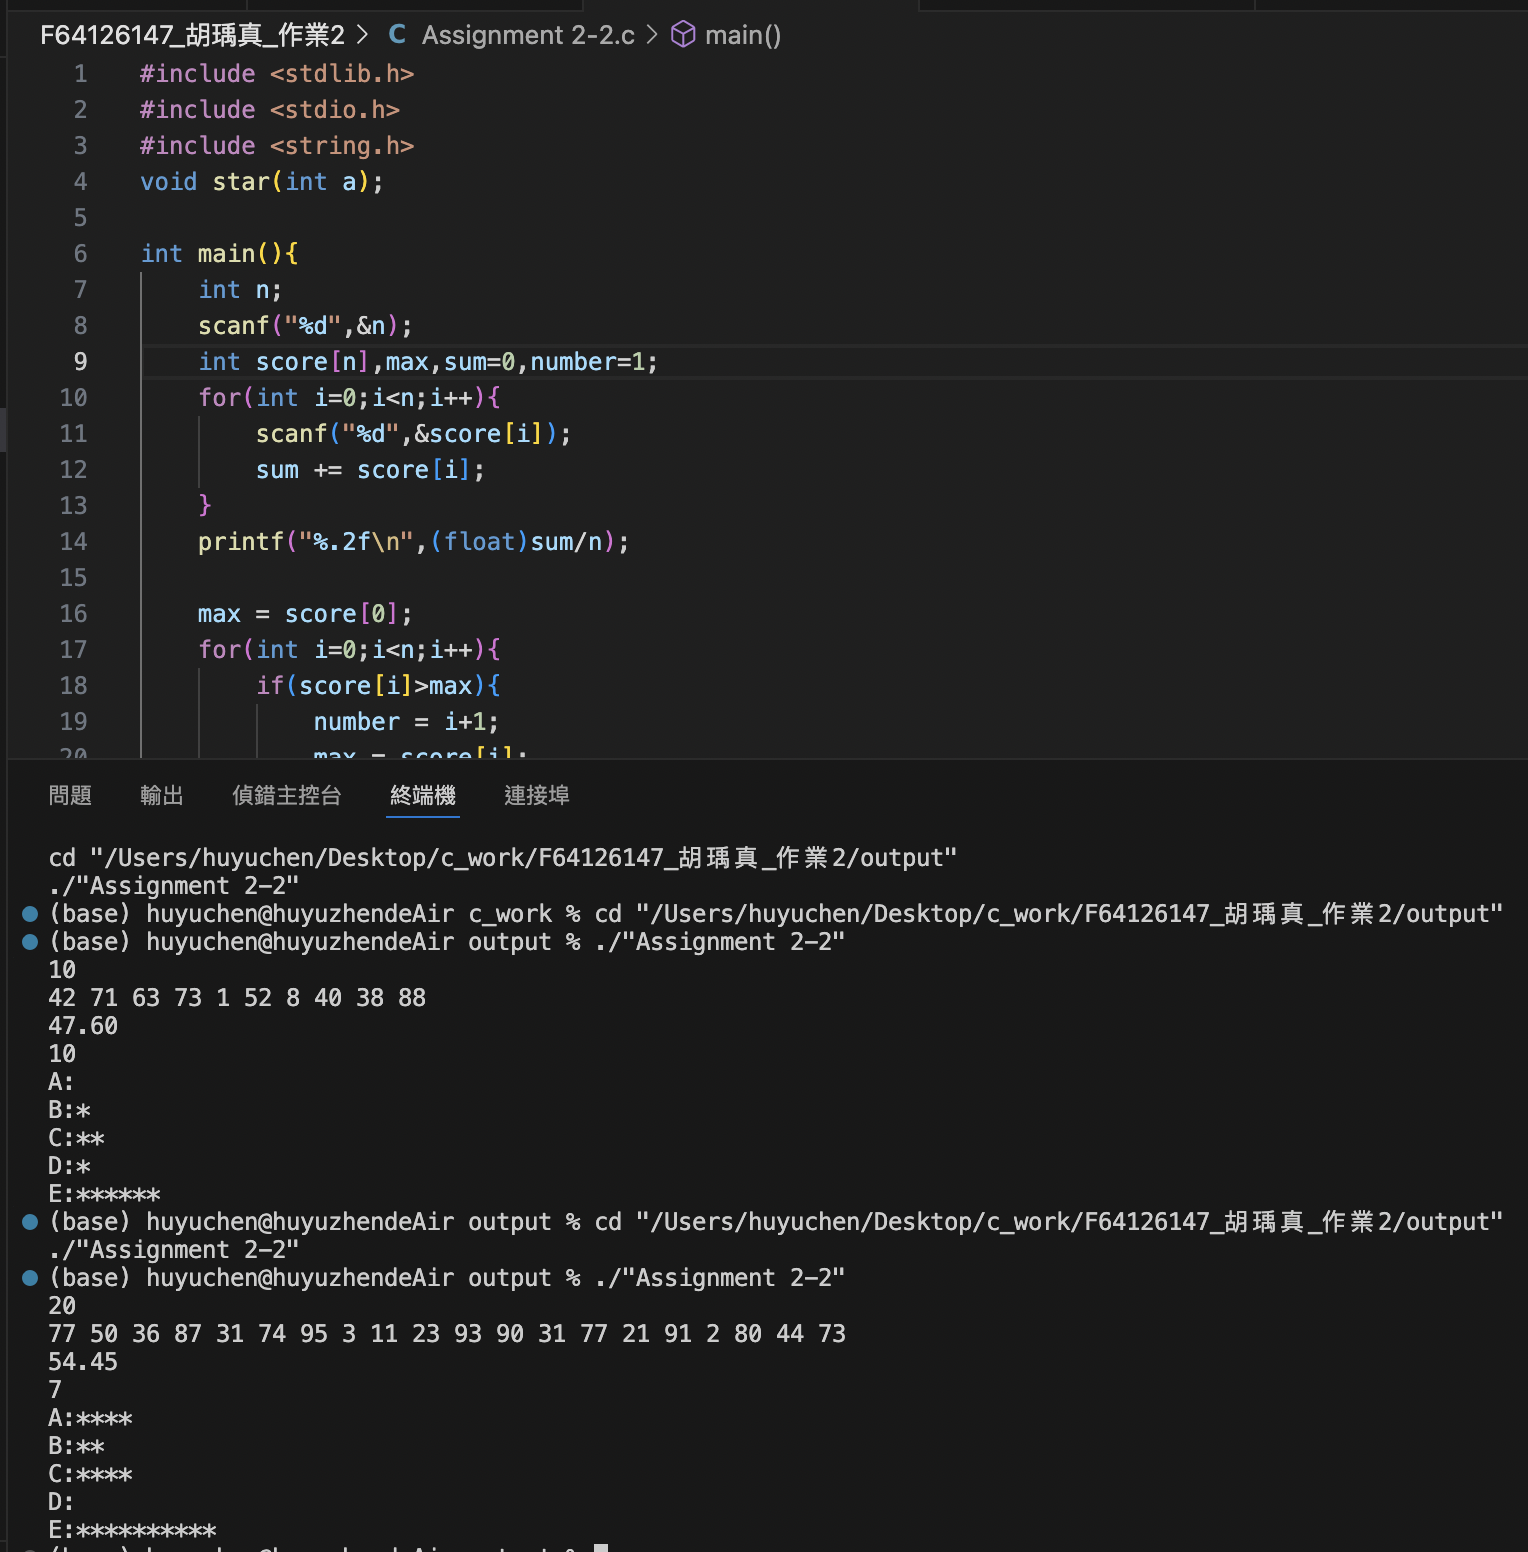 F64126147_胡瑀真_作業2 > C Assignment 2-2.c > main()
1 #include <stdlib.h>
2 #include <stdio.h>
3 #include <string.h>
4 void star(int a);
5
6 int main(){
7     int n;
8     scanf("%d",&n);
9     int score[n],max,sum=0,number=1;
10     for(int i=0;i<n;i++){
11         scanf("%d",&score[i]);
12         sum += score[i];
13     }
14     printf("%.2f\n",(float)sum/n);
15
16     max = score[0];
17     for(int i=0;i<n;i++){
18         if(score[i]>max){
19             number = i+1;
20             max = score[i];
問題 輸出 偵錯主控台 終端機 連接埠
cd "/Users/huyuchen/Desktop/c_work/F64126147_胡瑀真_作業2/output"
./"Assignment 2-2"
(base) huyuchen@huyuzhendeAir c_work % cd "/Users/huyuchen/Desktop/c_work/F64126147_胡瑀真_作業2/output"
(base) huyuchen@huyuzhendeAir output % ./"Assignment 2-2"
10
42 71 63 73 1 52 8 40 38 88
47.60
10
A:
B:*
C:**
D:*
E:******
(base) huyuchen@huyuzhendeAir output % cd "/Users/huyuchen/Desktop/c_work/F64126147_胡瑀真_作業2/output"
./"Assignment 2-2"
(base) huyuchen@huyuzhendeAir output % ./"Assignment 2-2"
20
77 50 36 87 31 74 95 3 11 23 93 90 31 77 21 91 2 80 44 73
54.45
7
A:****
B:**
C:****
D:
E:**********